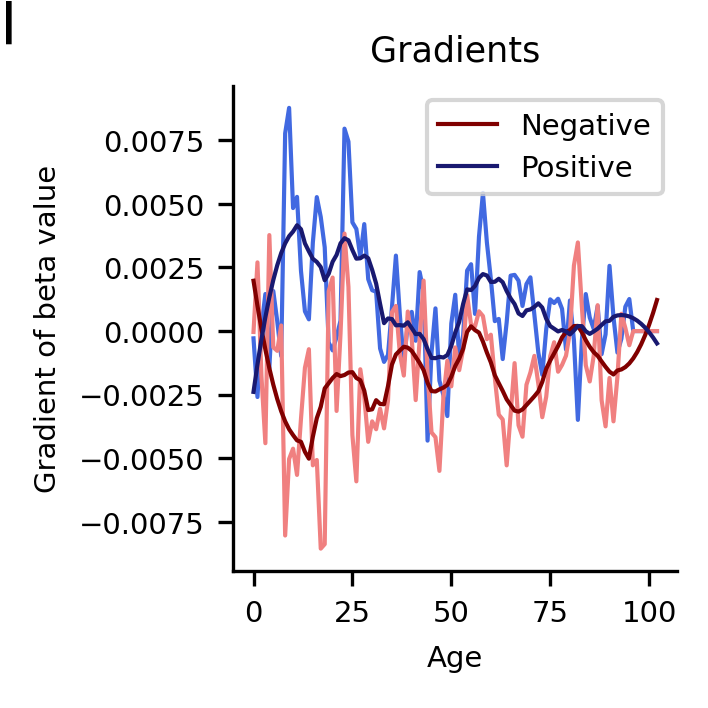 I
Gradients
Negative
Positive
Gradient of beta value
0.0075
0.0050
0.0025
0.0000
−0.0025
−0.0050
−0.0075
0 25 50 75 100
Age